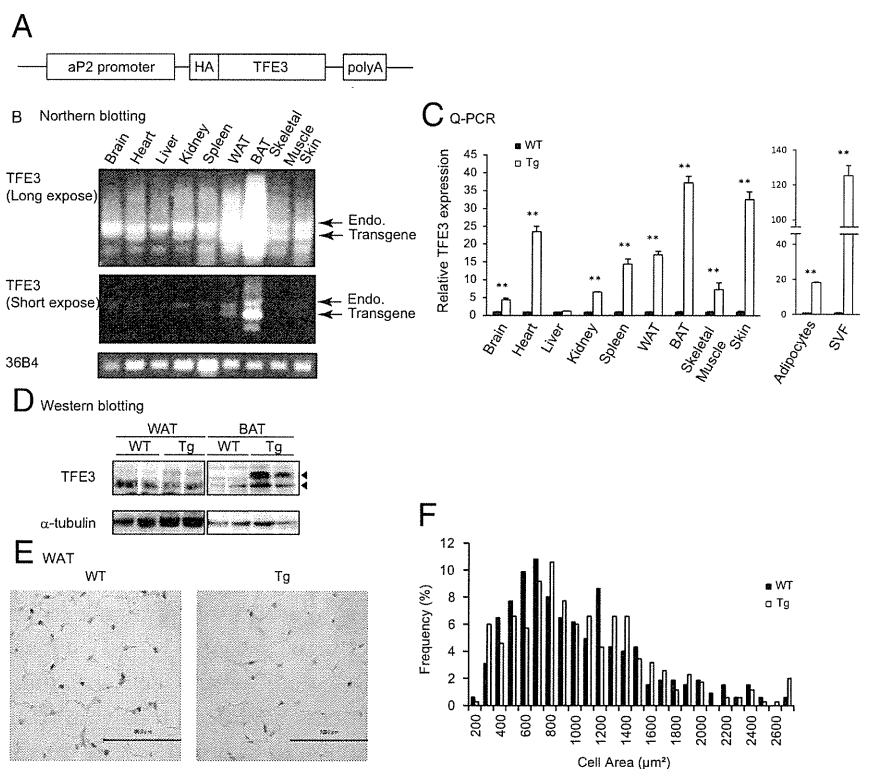 A
aP2 promoter HA TFE3 polyA
B Northern blotting
Brain Heart Liver Kidney Spleen WAT BAT Skeletal Muscle Skin
TFE3
(Long expose)
Endo.
Transgene
TFE3
(Short expose)
Endo.
Transgene
36B4
C Q-PCR
WT
Tg
Relative TFE3 expression
45
40
35
30
25
20
15
10
5
0
** ** ** ** ** ** ** **
Brain Heart Liver Kidney Spleen WAT BAT Skeletal Muscle Skin
140
120
100
40
20
0
** **
Adipocytes SVF
D Western blotting
WAT BAT
WT Tg WT Tg
TFE3
α-tubulin
E WAT
WT Tg
F
WT
Tg
Frequency (%)
12
10
8
6
4
2
0
200 400 600 800 1000 1200 1400 1600 1800 2000 2200 2400 2600
Cell Area (μm²)